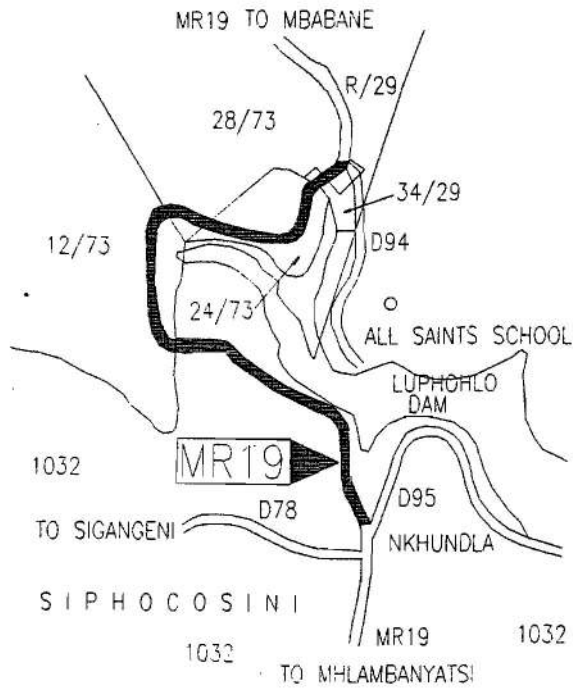 MR19 TO MBABANE
R/29
28/73
34/29
12/73
D94
24/73
ALL SAINTS SCHOOL
LUPHOHLO
DAM
MR19
1032
D78
D95
TO SIGANGENI
NKHUNDLA
SIPHOCOSINI
MR19
1032
1032
TO MHLAMBANYATSI